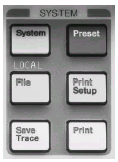 SYSTEM
System Preset
LOCAL
File Print
Setup
Save Print
Trace